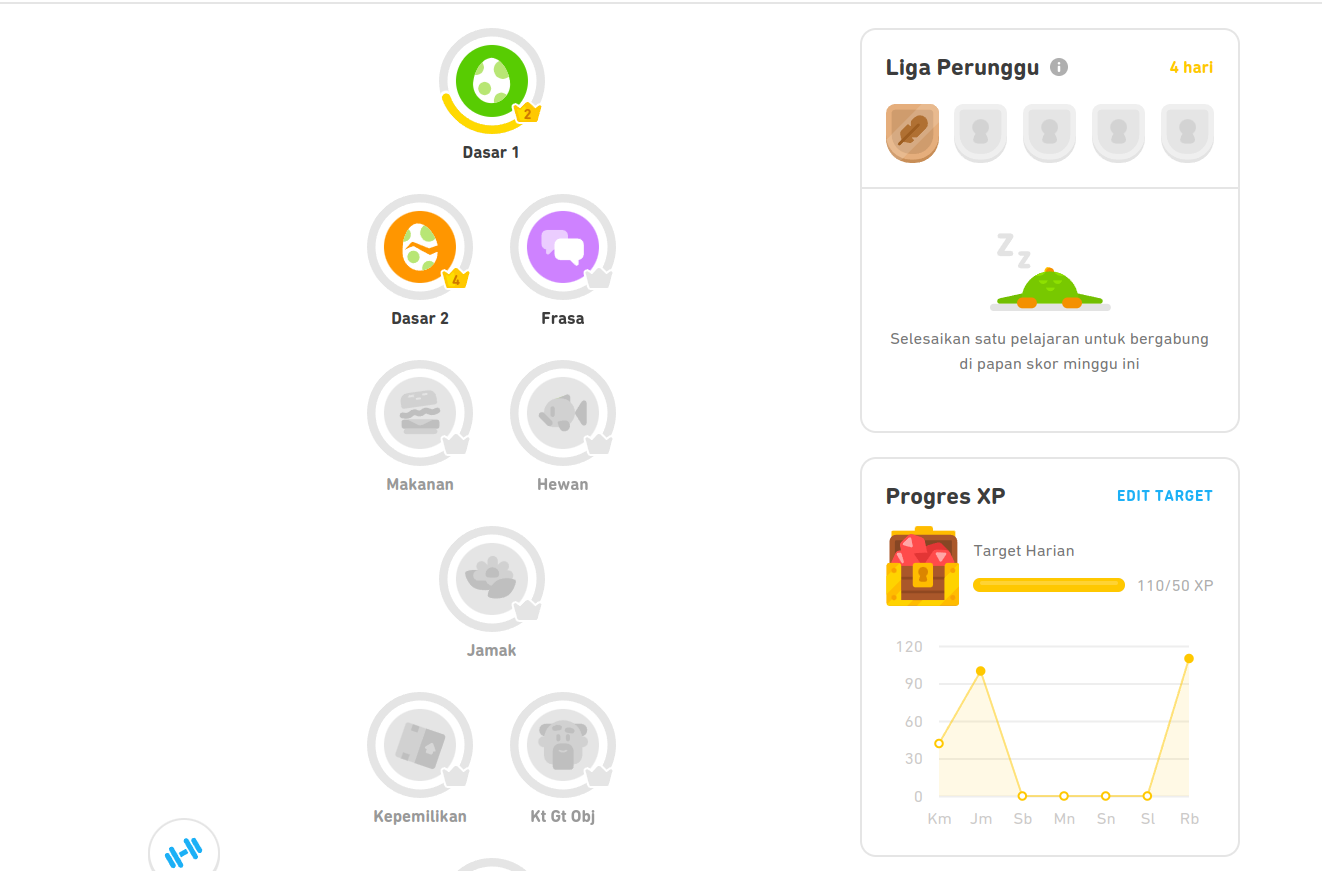 2
Dasar 1
4
Dasar 2
Frasa
Makanan
Hewan
Jamak
Kepemilikan
Kt Gt Obj
Liga Perunggu
4 hari
Z
z
Selesaikan satu pelajaran untuk bergabung
di papan skor minggu ini
Progres XP
EDIT TARGET
Target Harian
110/50 XP
120
90
60
30
0
Km Jm Sb Mn Sn Sl Rb